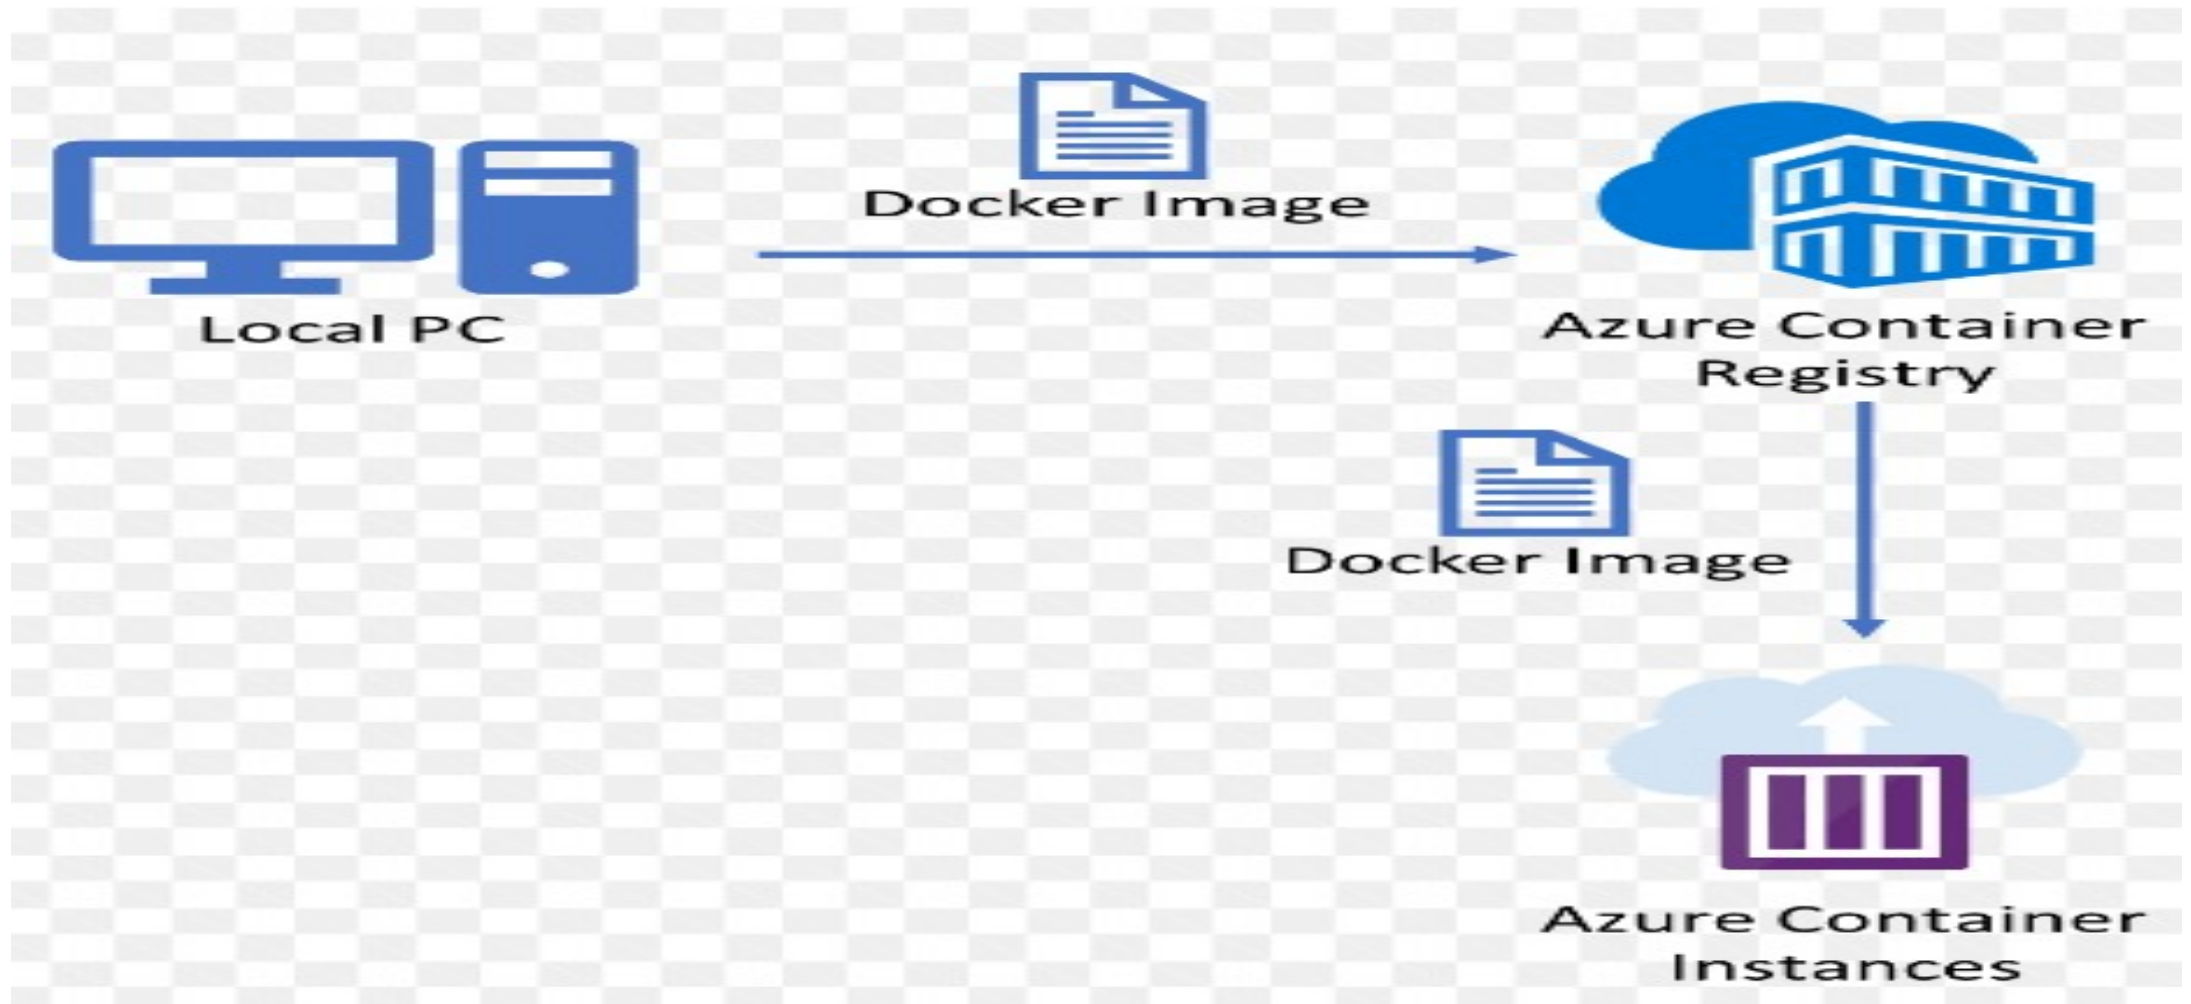 Docker Image
Local PC
Azure Container
Registry
Docker Image
Azure Container
Instances